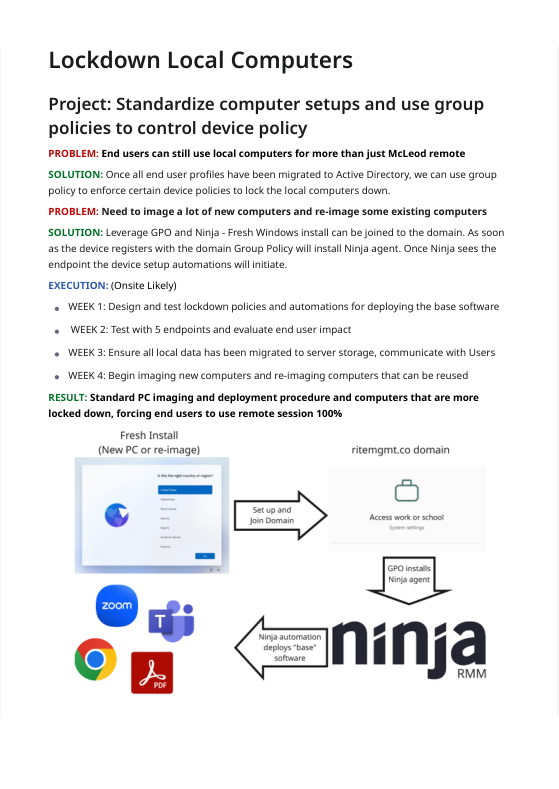 Lockdown Local Computers
Project: Standardize computer setups and use group
policies to control device policy
PROBLEM: End users can still use local computers for more than just McLeod remote
SOLUTION: Once all end user profiles have been migrated to Active Directory, we can use group
policy to enforce certain device policies to lock the local computers down.
PROBLEM: Need to image a lot of new computers and re-image some existing computers
SOLUTION: Leverage GPO and Ninja - Fresh Windows install can be joined to the domain. As soon
as the device registers with the domain Group Policy will install Ninja agent. Once Ninja sees the
endpoint the device setup automations will initiate.
EXECUTION: (Onsite Likely)
WEEK 1: Design and test lockdown policies and automations for deploying the base software
WEEK 2: Test with 5 endpoints and evaluate end user impact
WEEK 3: Ensure all local data has been migrated to server storage, communicate with Users
WEEK 4: Begin imaging new computers and re-imaging computers that can be reused
RESULT: Standard PC imaging and deployment procedure and computers that are more
locked down, forcing end users to use remote session 100%
Fresh Install
(New PC or re-image)
ritemgmt.co domain
Is this the right country or region?
Set up and
Join Domain
Access work or school
System settings
GPO installs
Ninja agent
zoom
T
PDF
Ninja automation
deploys "base"
software
ninja
RMM